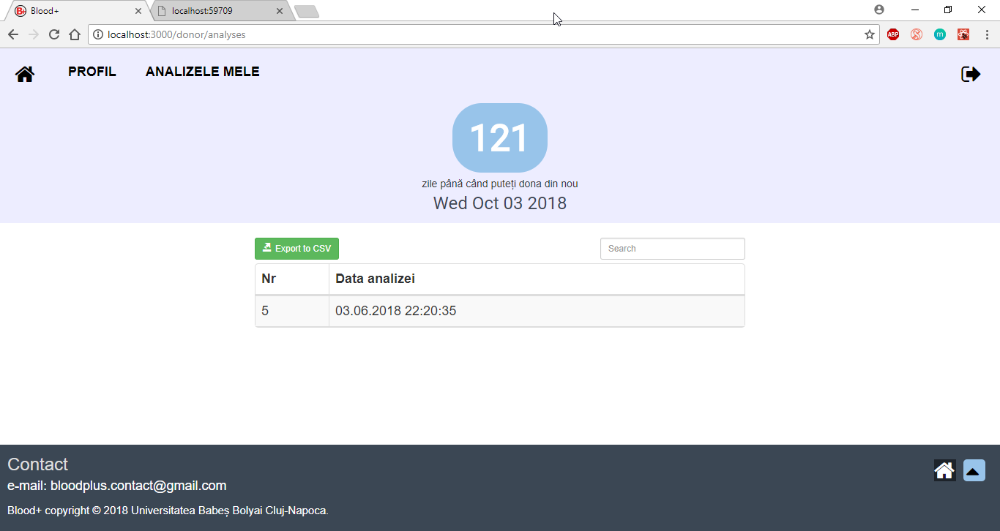 Blood+
localhost:59709
localhost:3000/donor/analyses
ABP
m
PROFIL
ANALIZELE MELE
121
zile până când puteți dona din nou
Wed Oct 03 2018
Export to CSV
Search
Nr
Data analizei
5
03.06.2018 22:20:35
Contact
e-mail: bloodplus.contact@gmail.com
Blood+ copyright © 2018 Universitatea Babeș Bolyai Cluj-Napoca.